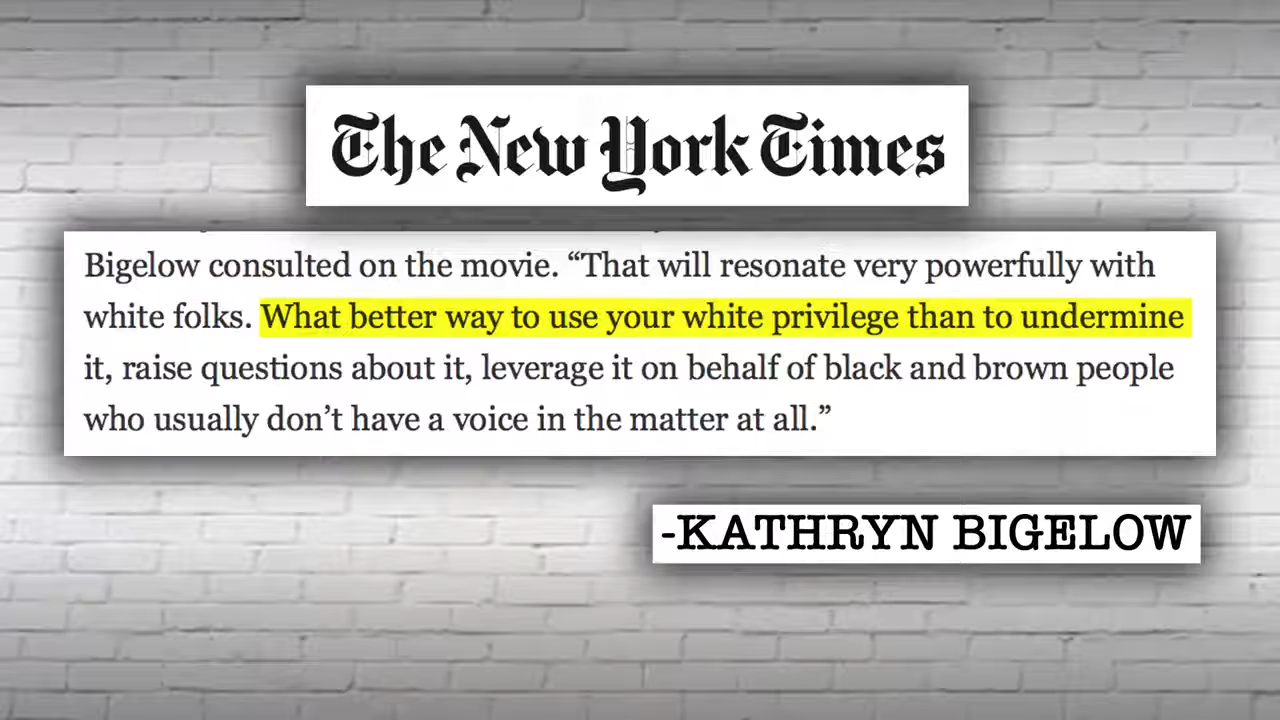 The New York Times
Bigelow consulted on the movie. “That will resonate very powerfully with
white folks. What better way to use your white privilege than to undermine
it, raise questions about it, leverage it on behalf of black and brown people
who usually don’t have a voice in the matter at all.”
-KATHRYN BIGELOW